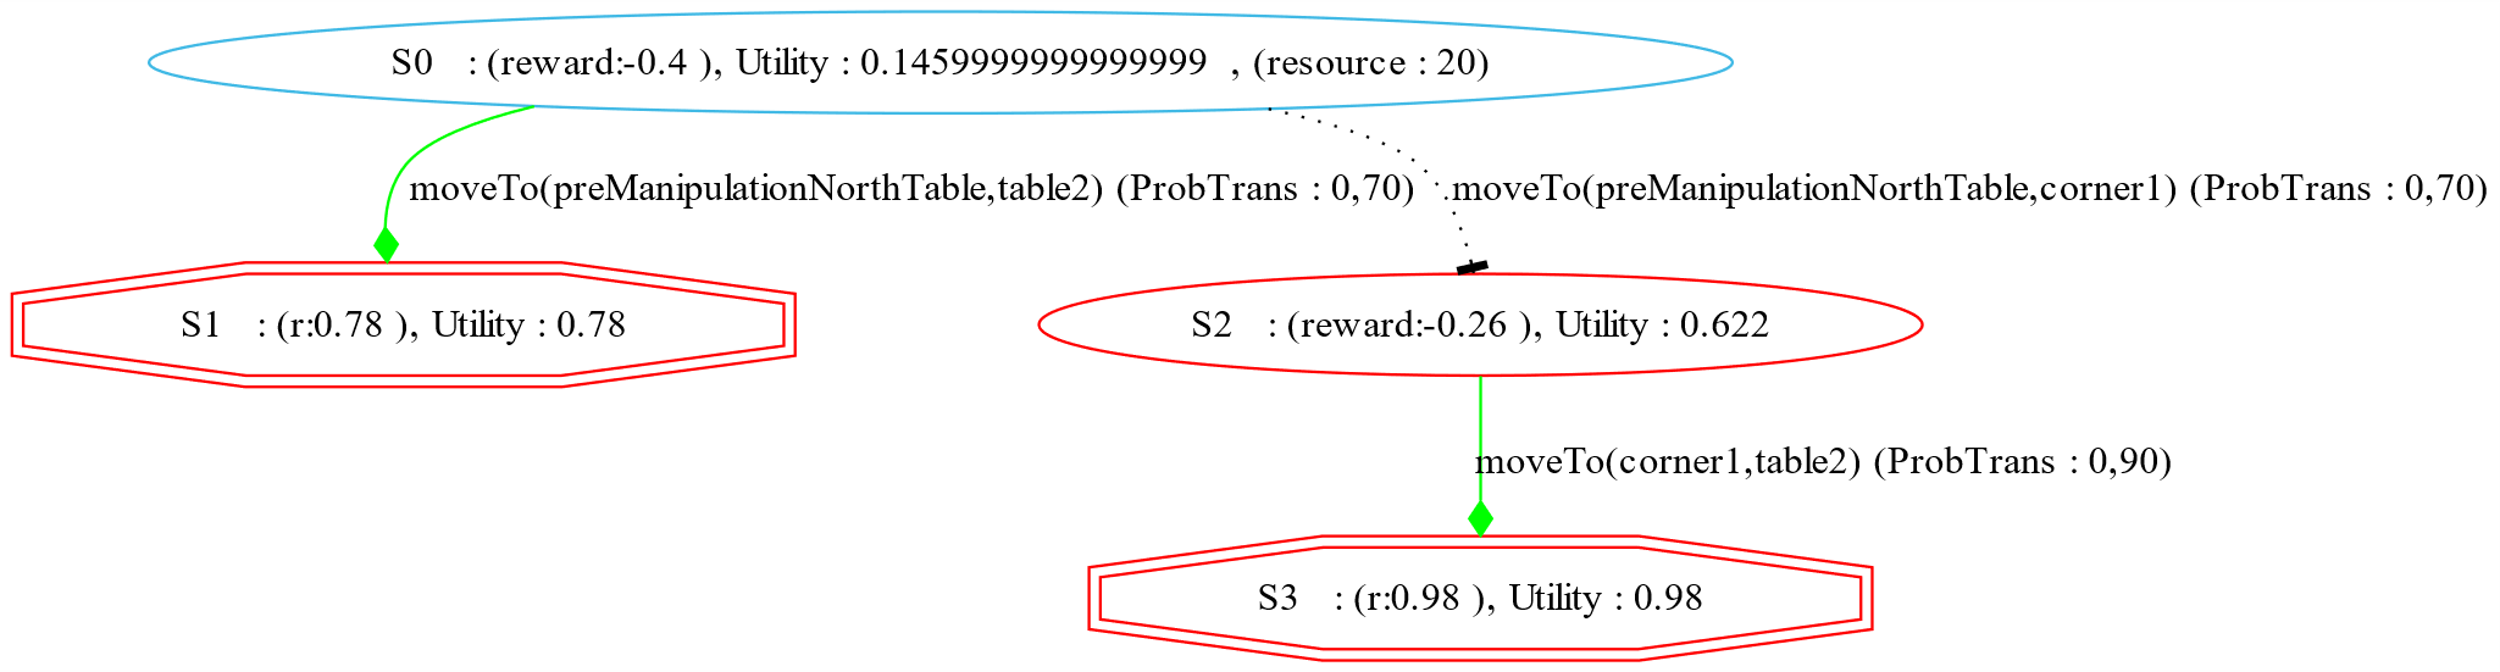 S0 : (reward:-0.4 ), Utility : 0.1459999999999999 , (resource : 20)
moveTo(preManipulationNorthTable,table2) (ProbTrans : 0,70)
moveTo(preManipulationNorthTable,corner1) (ProbTrans : 0,70)
S1 : (r:0.78 ), Utility : 0.78
S2 : (reward:-0.26 ), Utility : 0.622
moveTo(corner1,table2) (ProbTrans : 0,90)
S3 : (r:0.98 ), Utility : 0.98